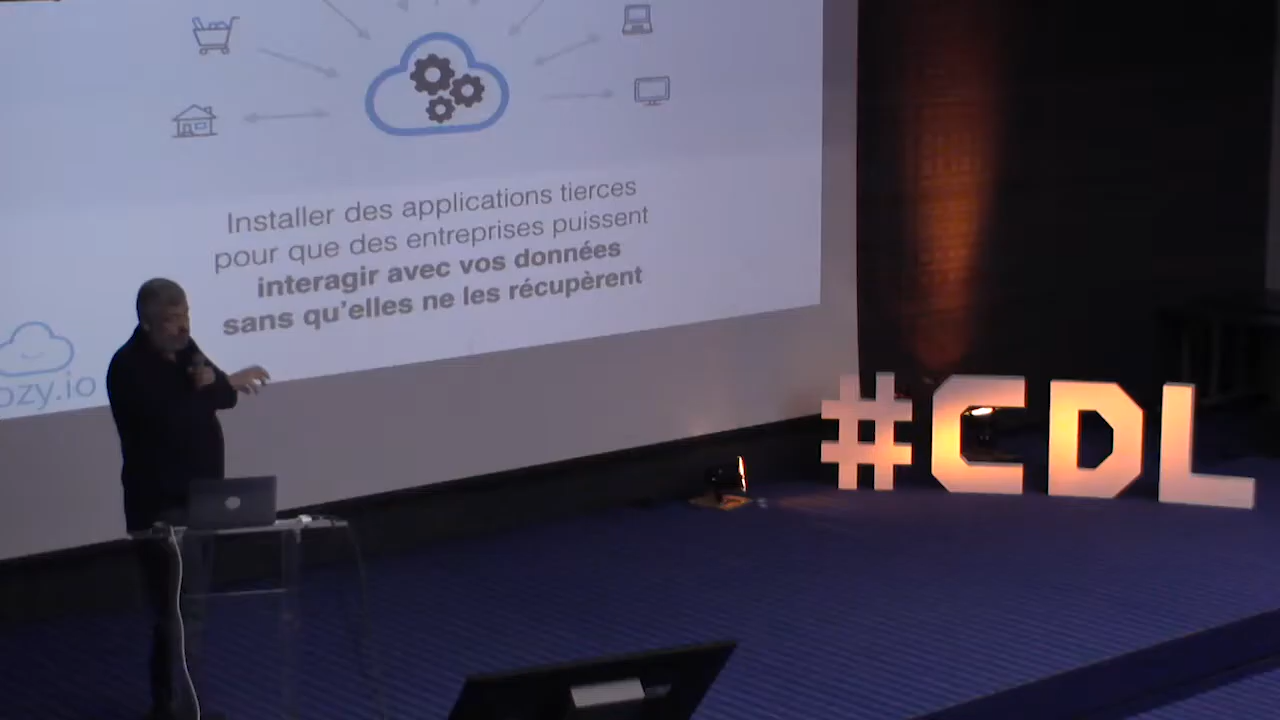 Installer des applications tierces
pour que des entreprises puissent
interagir avec vos données
sans qu'elles ne les récupèrent
ozy.io
#CDL